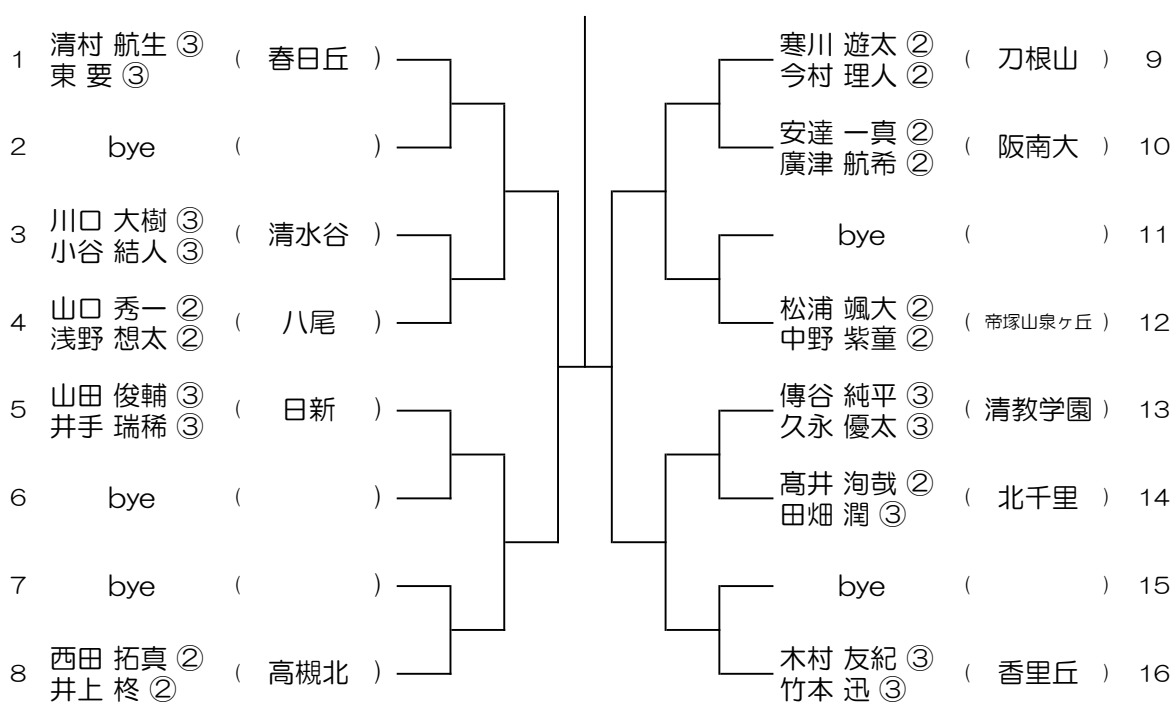 1 清村 航生 ③ ( 春日丘 )
東 要 ③
2 bye ( )
3 川口 大樹 ③ ( 清水谷 )
小谷 結人 ③
4 山口 秀一 ② ( 八尾 )
浅野 想太 ②
5 山田 俊輔 ③ ( 日新 )
井手 瑞稀 ③
6 bye ( )
7 bye ( )
8 西田 拓真 ② ( 高槻北 )
井上 柊 ②
寒川 遊太 ② ( 刀根山 ) 9
今村 理人 ②
安達 一真 ② ( 阪南大 ) 10
廣津 航希 ②
bye ( ) 11
松浦 颯大 ② ( 帝塚山泉ヶ丘 ) 12
中野 紫童 ②
傳谷 純平 ③ ( 清教学園 ) 13
久永 優太 ③
髙井 洵哉 ② ( 北千里 ) 14
田畑 潤 ③
bye ( ) 15
木村 友紀 ③ ( 香里丘 ) 16
竹本 迅 ③